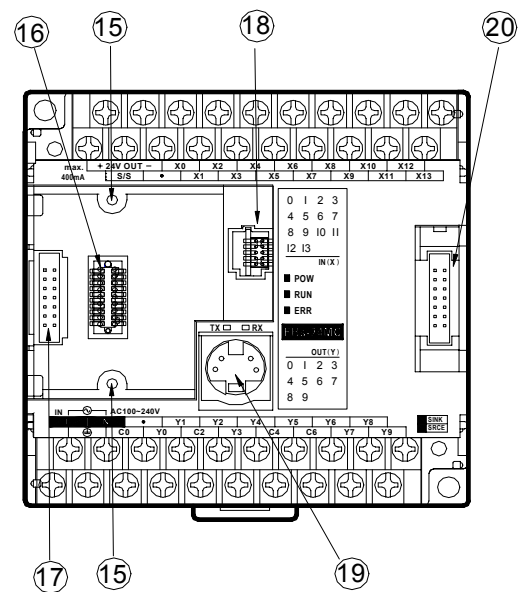 15
18
16
20
max.
400mA
+ 24V OUT − X0 X2 X4 X6 X8 X10 X12
S/S • X1 X3 X5 X7 X9 X11 X13
0 1 2 3
4 5 6 7
8 9 10 11
12 13
IN(X)
POW
RUN
ERR
TX RX
OUT(Y)
0 1 2 3
4 5 6 7
8 9
IN AC100~240V • Y1 Y2 Y4 Y5 Y6 Y8
C0 Y0 C2 Y3 C4 C6 Y7 Y9
SINK
SRCE
17
15
19